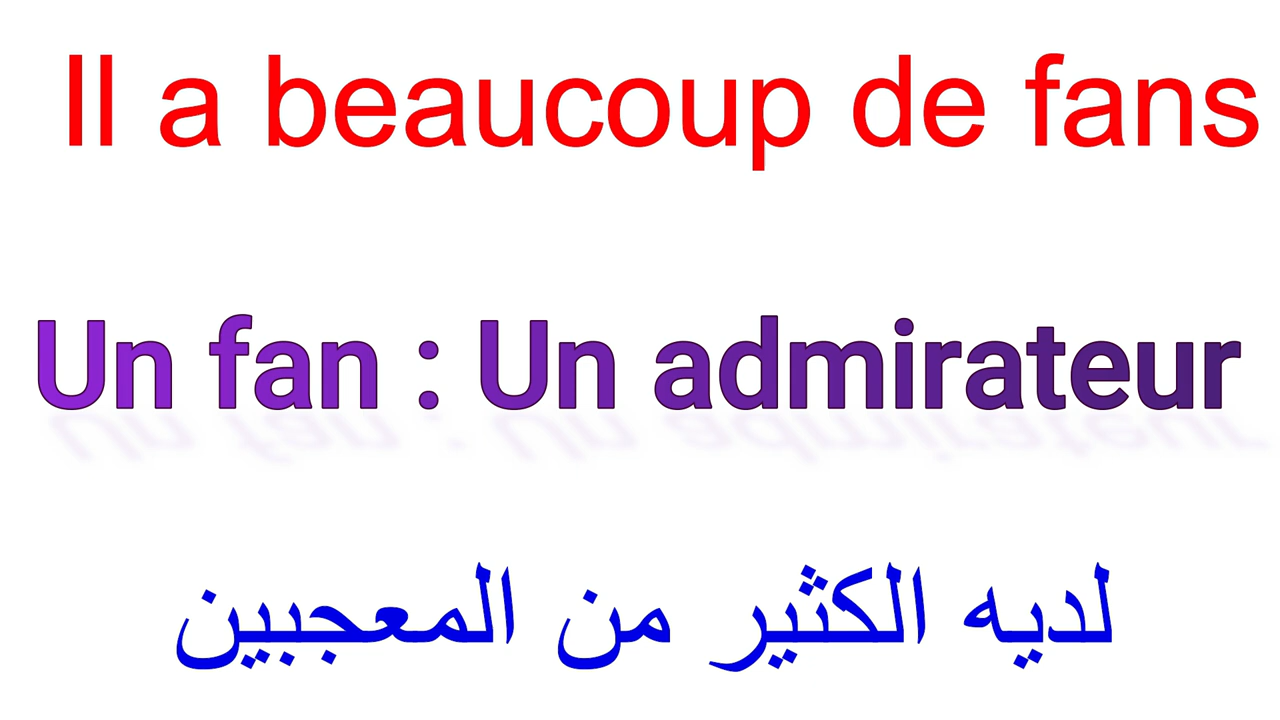 Il a beaucoup de fans
Un fan : Un admirateur
لديه الكثير من المعجبين